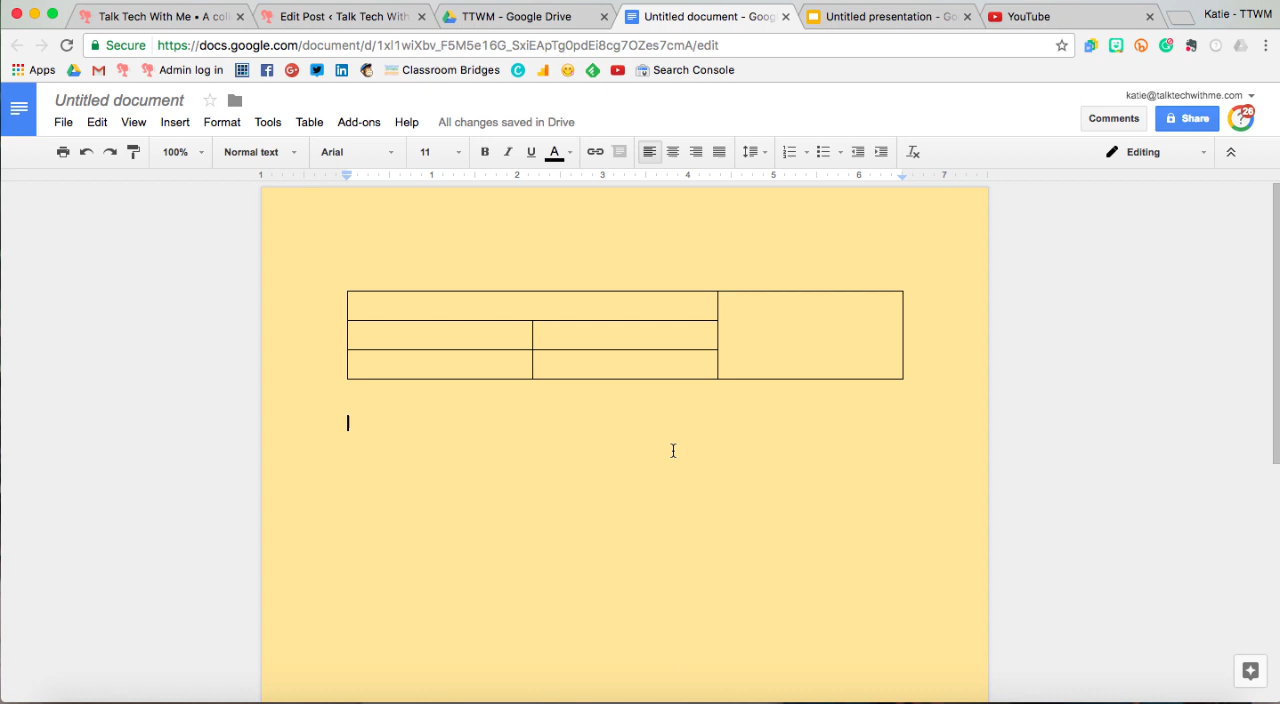 Talk Tech With Me • A coll
Edit Post ‹ Talk Tech With
TTWM - Google Drive
Untitled document - Goog
Untitled presentation - Go
YouTube
Katie - TTWM
Secure
https://docs.google.com/document/d/1xl1wiXbv_F5M5e16G_SxiEApTg0pdEi8cg7OZes7cmA/edit
Apps
Admin log in
Classroom Bridges
Search Console
Untitled document
katie@talktechwithme.com
File Edit View Insert Format Tools Table Add-ons Help All changes saved in Drive
Comments
Share
26
100% Normal text Arial 11 B I U A Editing
1 1 2 3 4 5 6 7